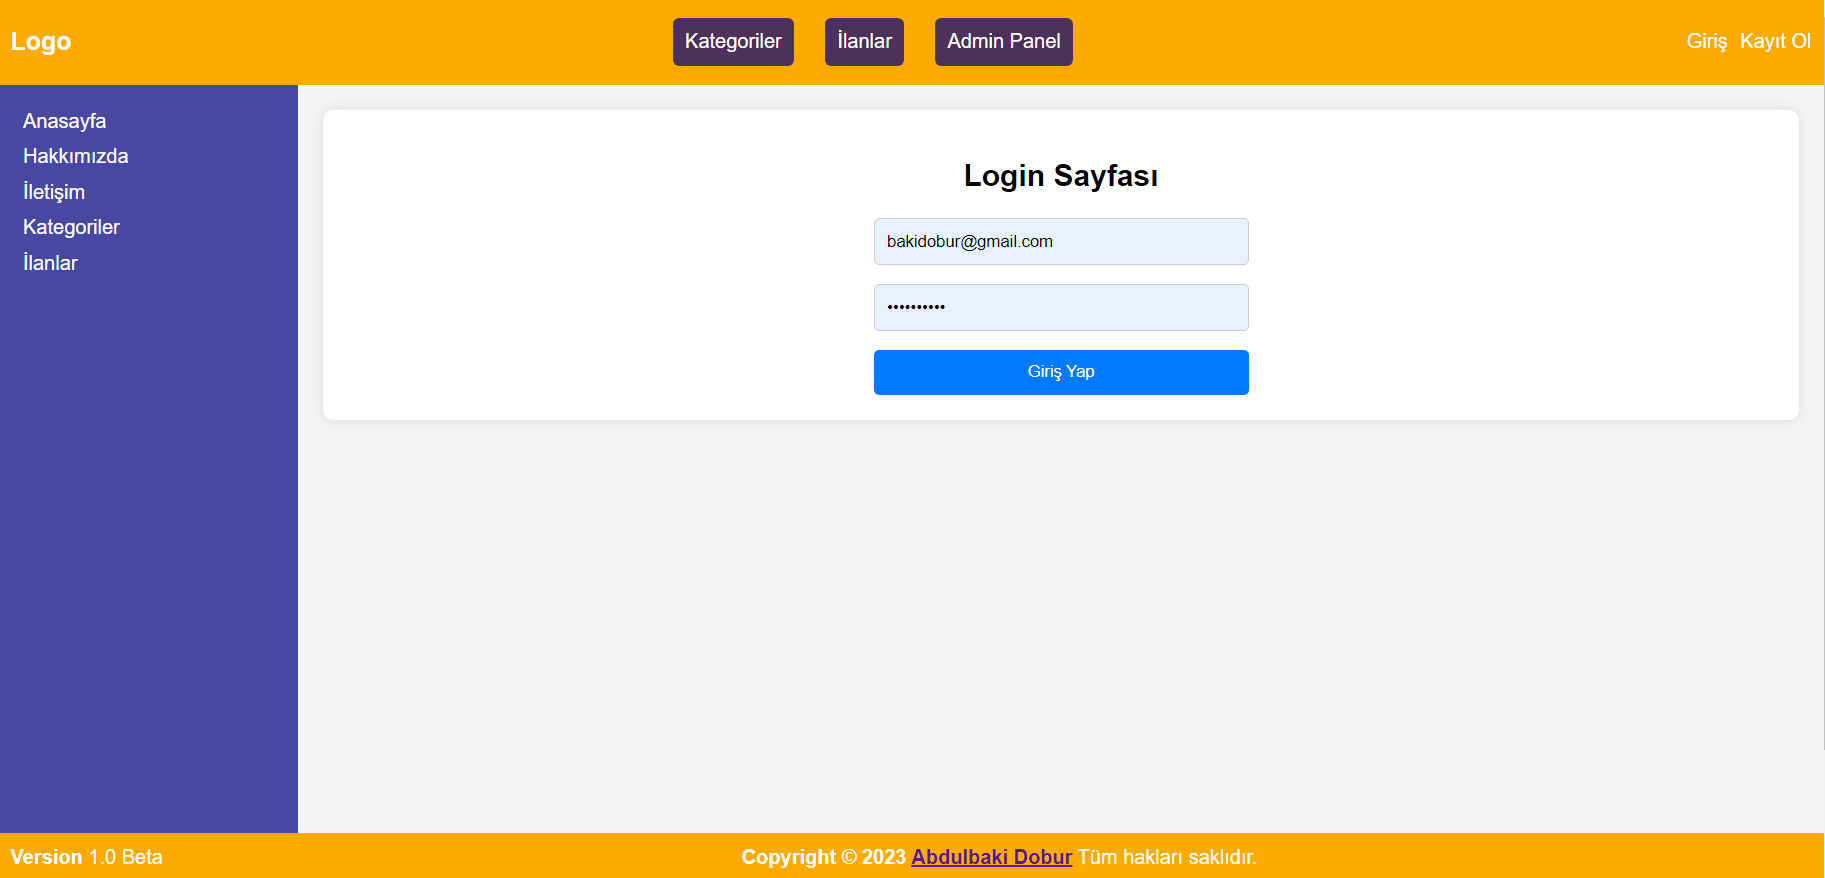 Logo
Kategoriler İlanlar Admin Panel
Giriş Kayıt Ol
Anasayfa
Hakkımızda
İletişim
Kategoriler
İlanlar
Login Sayfası
bakidobur@gmail.com
••••••••••
Giriş Yap
Version 1.0 Beta
Copyright © 2023 Abdulbaki Dobur Tüm hakları saklıdır.